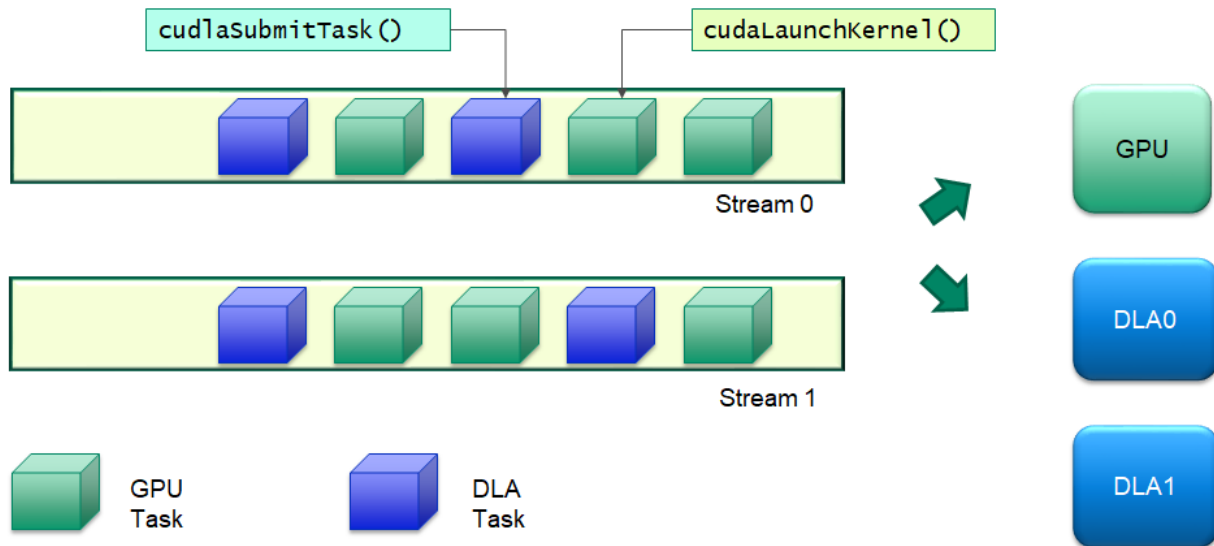 cudlaSubmitTask()
cudaLaunchKernel()
Stream 0
GPU
Stream 1
DLA0
GPU
Task
DLA
Task
DLA1